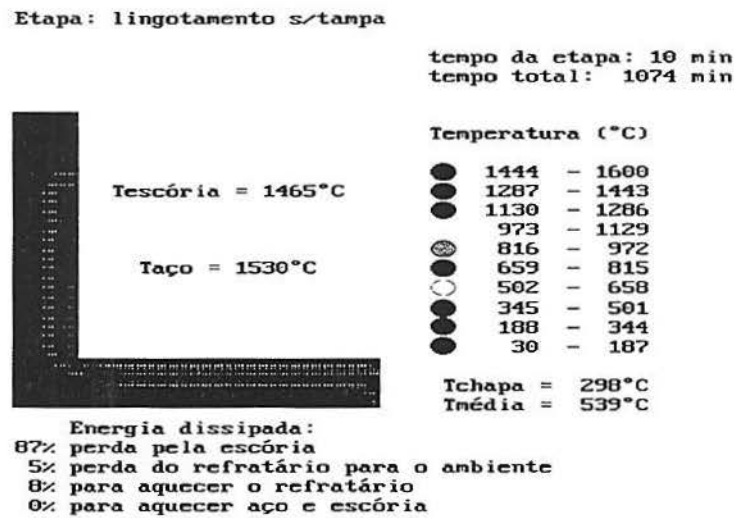 Etapa: lingotamento s/tampa
tempo da etapa: 10 min
tempo total: 1074 min
Temperatura (°C)
1444 - 1600
1287 - 1443
1130 - 1286
973 - 1129
816 - 972
659 - 815
502 - 658
345 - 501
188 - 344
30 - 187
Tescória = 1465°C
Taço = 1530°C
Tchapa = 298°C
Tmédia = 539°C
Energia dissipada:
87% perda pela escória
5% perda do refratário para o ambiente
8% para aquecer o refratário
0% para aquecer aço e escória